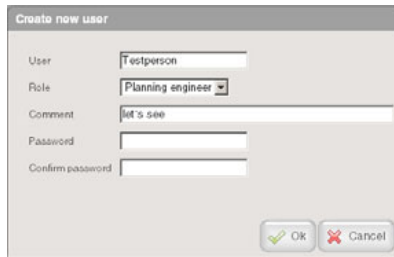 Create new user
User Testperson
Role Planning engineer
Comment let's see
Password
Confirm password
Ok Cancel